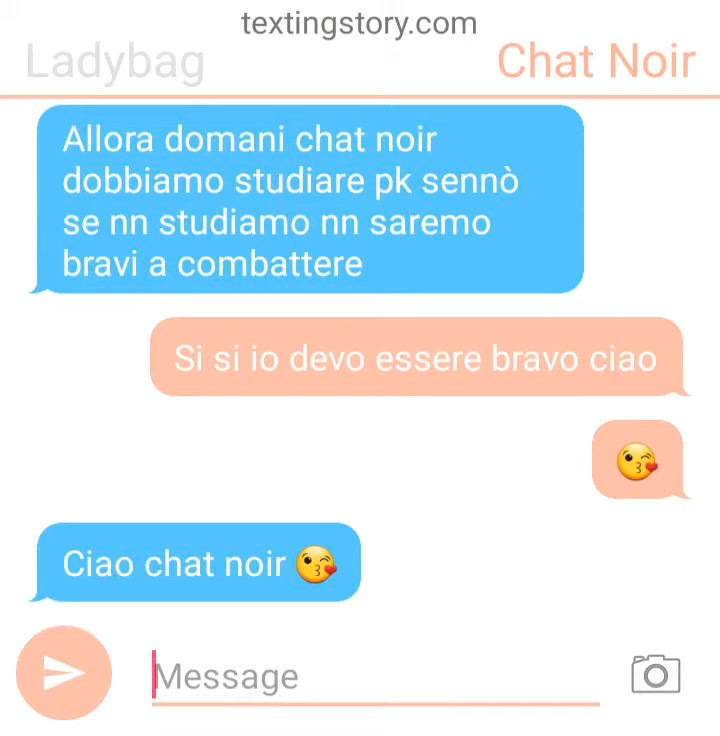 textingstory.com
Ladybag
Chat Noir
Allora domani chat noir
dobbiamo studiare pk sennò
se nn studiamo nn saremo
bravi a combattere
Si si io devo essere bravo ciao
😘
Ciao chat noir 😘
Message